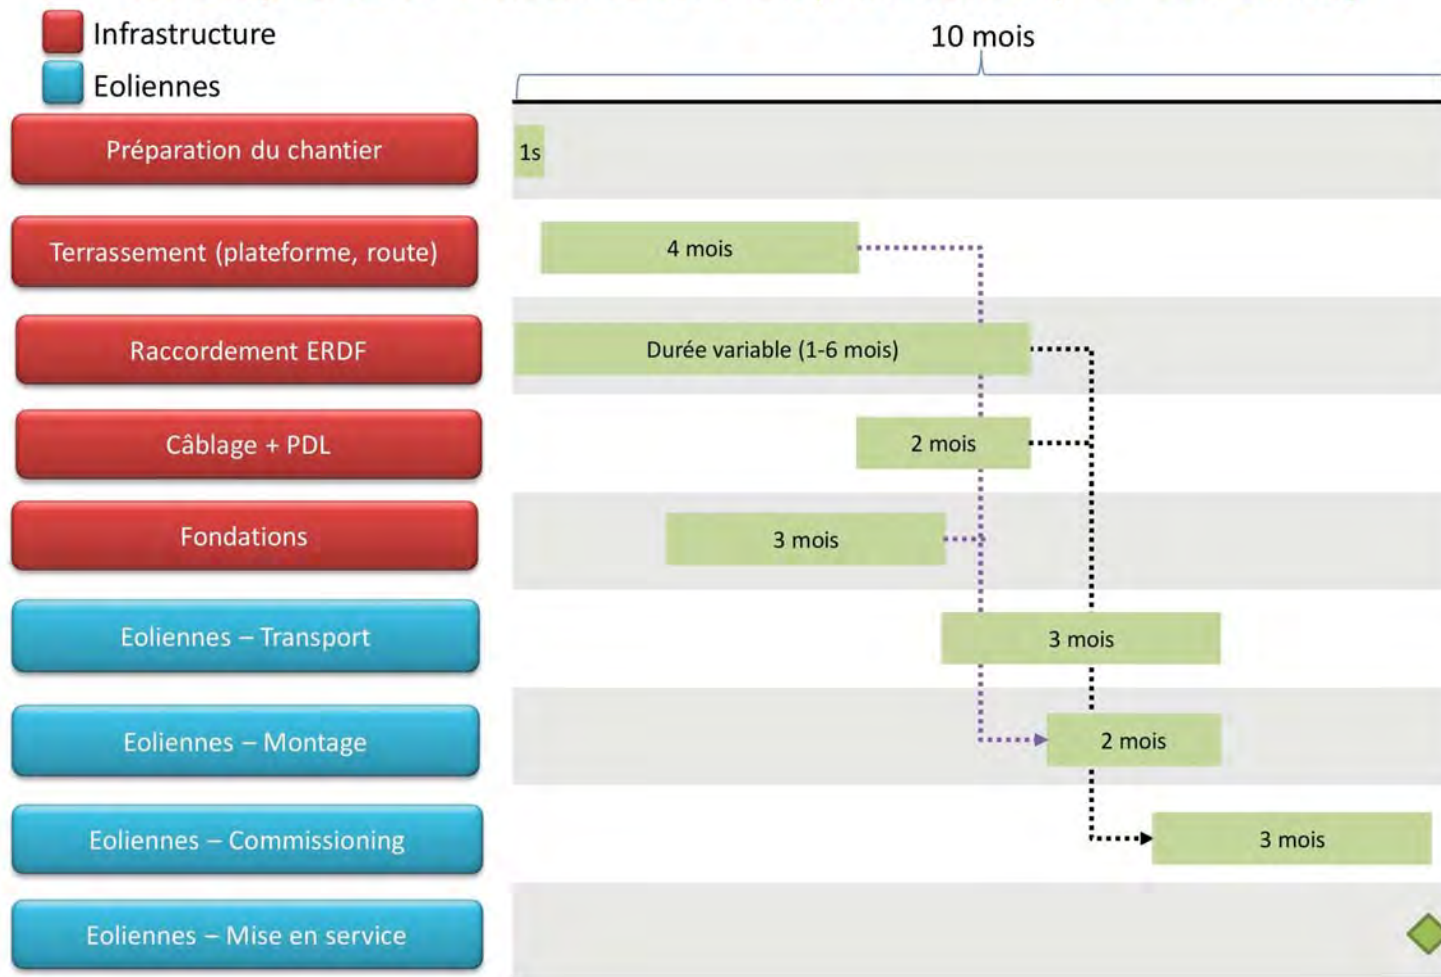 Infrastructure
Eoliennes
10 mois
Préparation du chantier
1s
Terrassement (plateforme, route)
4 mois
Raccordement ERDF
Durée variable (1-6 mois)
Câblage + PDL
2 mois
Fondations
3 mois
Eoliennes – Transport
3 mois
Eoliennes – Montage
2 mois
Eoliennes – Commissioning
3 mois
Eoliennes – Mise en service